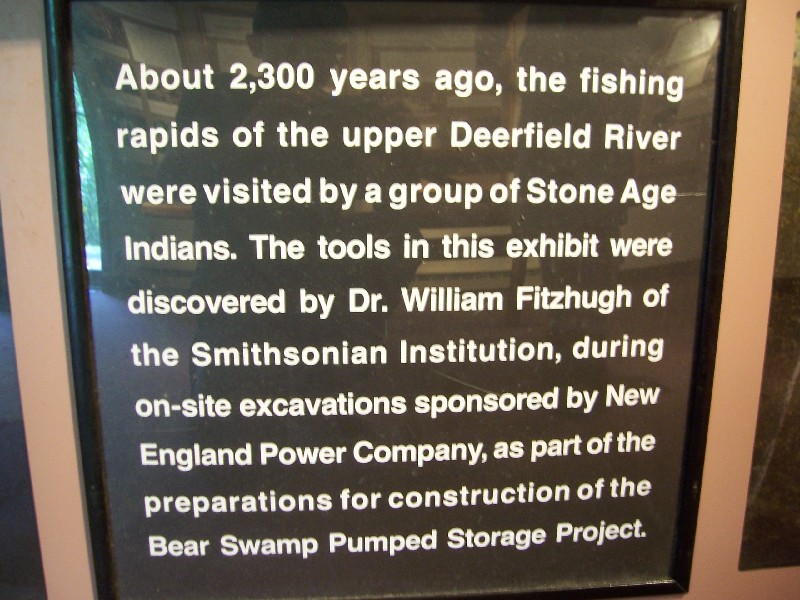 About 2,300 years ago, the fishing
rapids of the upper Deerfield River
were visited by a group of Stone Age
Indians. The tools in this exhibit were
discovered by Dr. William Fitzhugh of
the Smithsonian Institution, during
on-site excavations sponsored by New
England Power Company, as part of the
preparations for construction of the
Bear Swamp Pumped Storage Project.